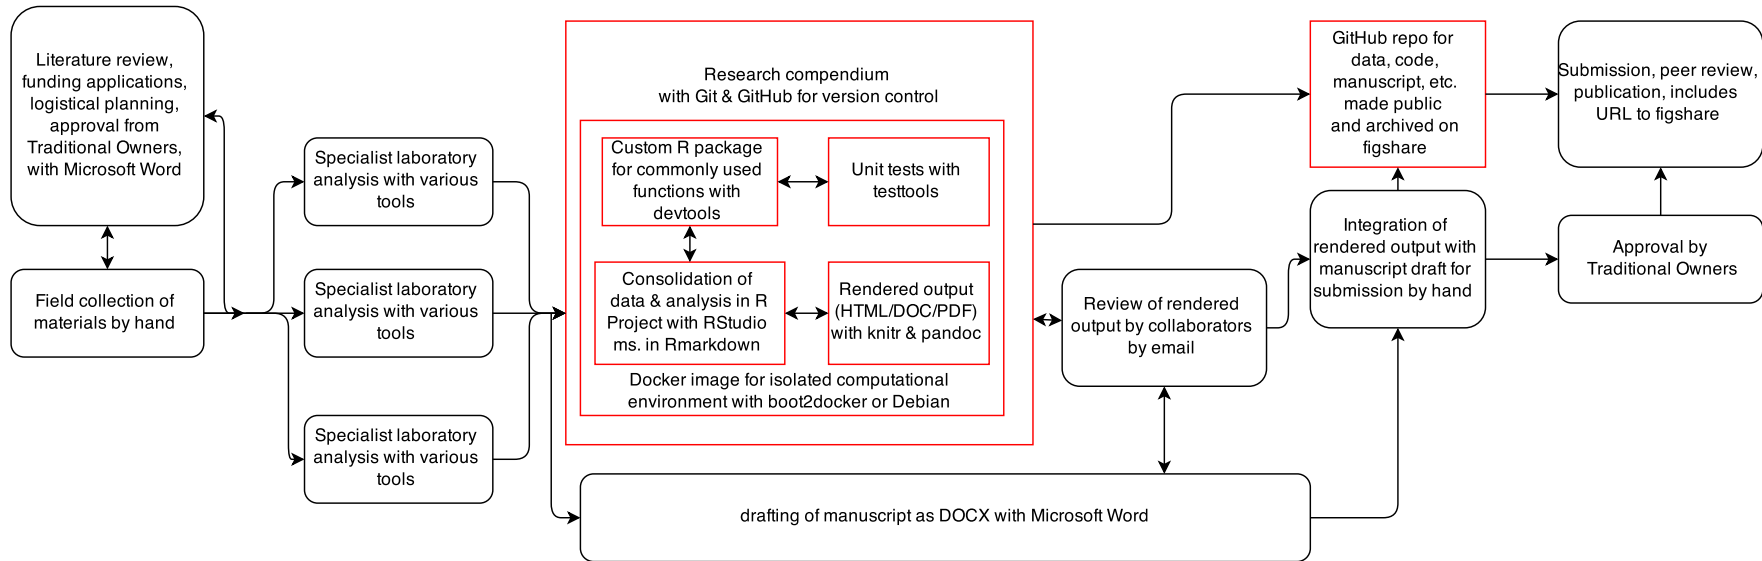 Literature review,
funding applications,
logistical planning,
approval from
Traditional Owners,
with Microsoft Word
Field collection of
materials by hand
Specialist laboratory
analysis with various
tools
Specialist laboratory
analysis with various
tools
Specialist laboratory
analysis with various
tools
Research compendium
with Git & GitHub for version control
Custom R package
for commonly used
functions with
devtools
Unit tests with
testtools
Consolidation of
data & analysis in R
Project with RStudio
ms. in Rmarkdown
Rendered output
(HTML/DOC/PDF)
with knitr & pandoc
Docker image for isolated computational
environment with boot2docker or Debian
drafting of manuscript as DOCX with Microsoft Word
Review of rendered
output by collaborators
by email
GitHub repo for
data, code,
manuscript, etc.
made public
and archived on
figshare
Integration of
rendered output with
manuscript draft for
submission by hand
Submission, peer review,
publication, includes
URL to figshare
Approval by
Traditional Owners